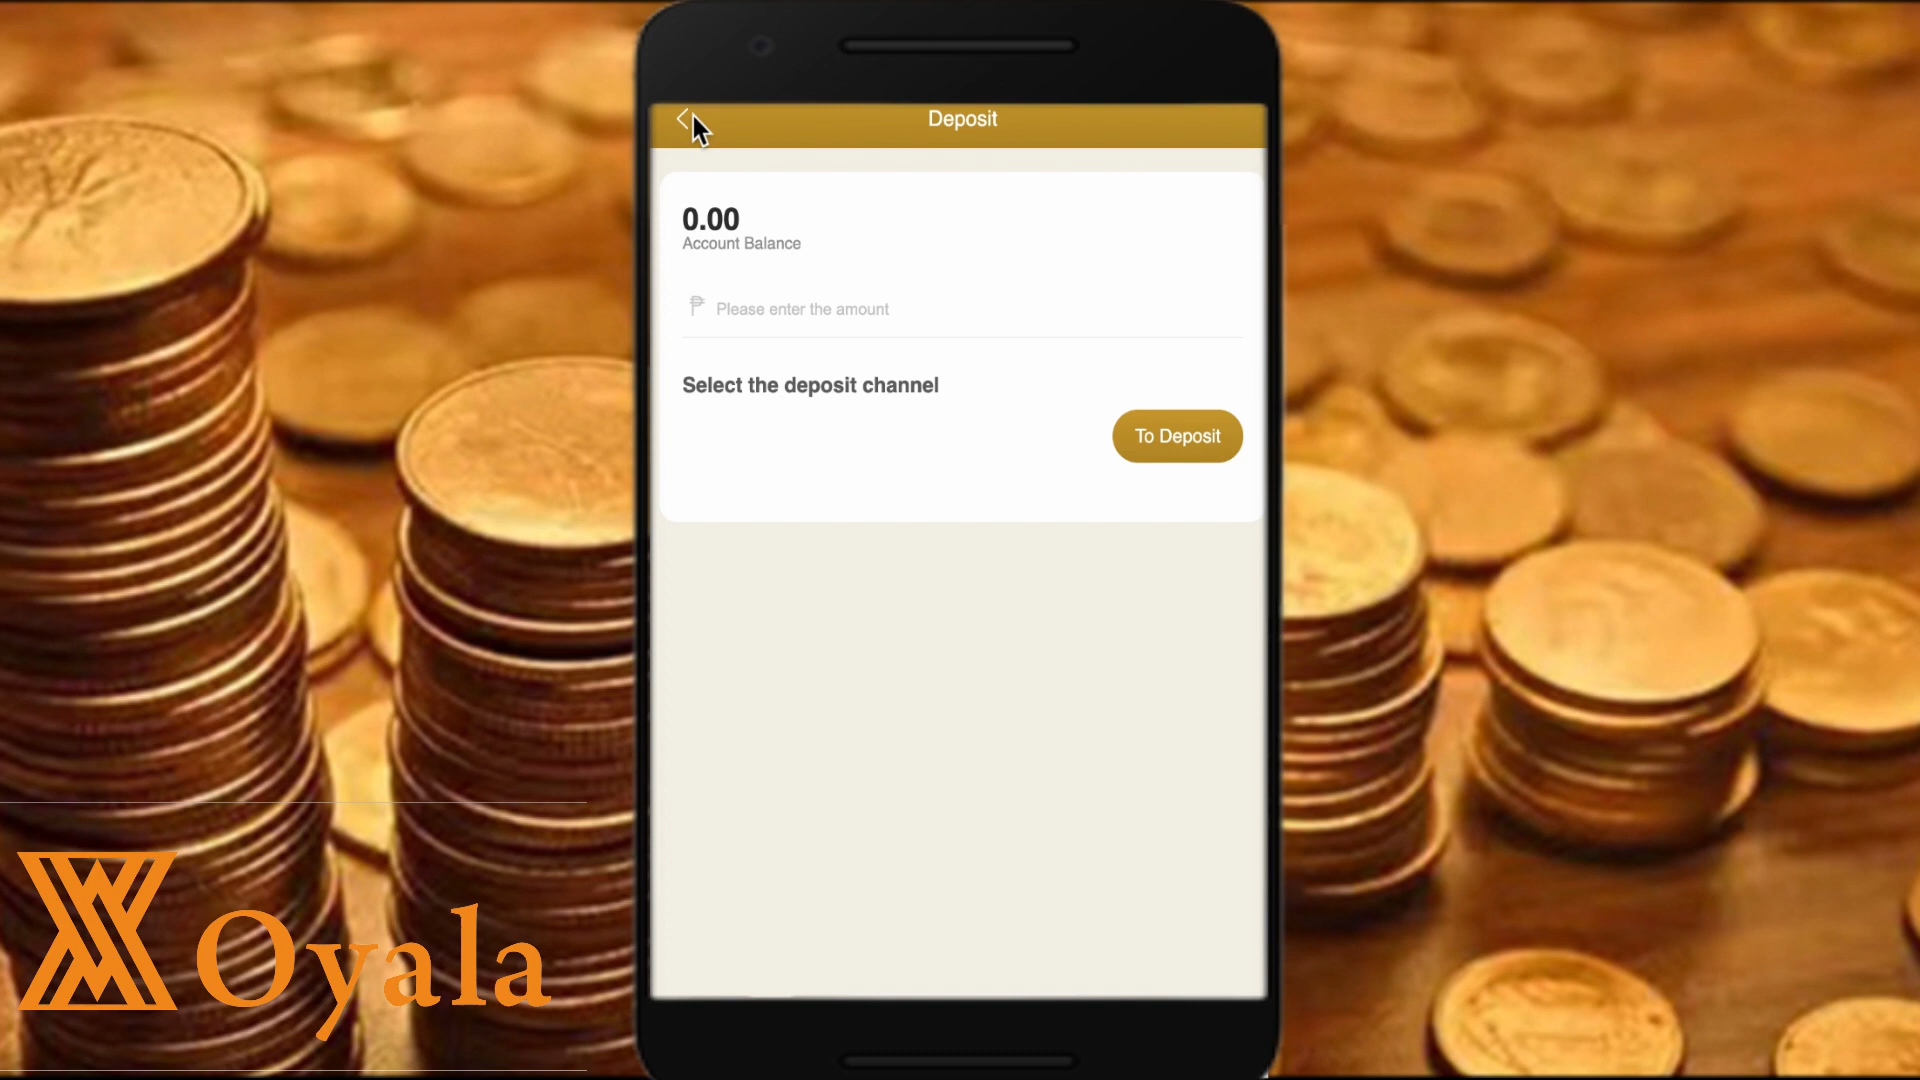 Deposit
0.00
Account Balance
₱ Please enter the amount
Select the deposit channel
To Deposit
Oyala